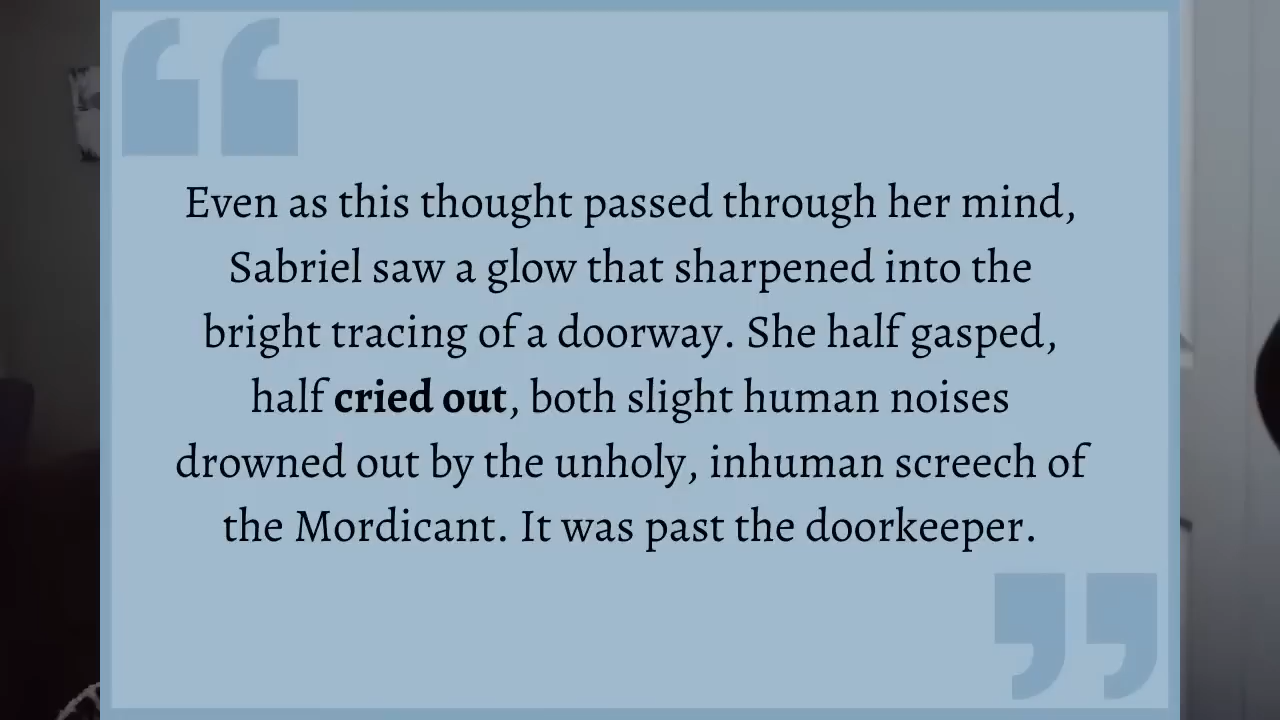 Even as this thought passed through her mind,
Sabriel saw a glow that sharpened into the
bright tracing of a doorway. She half gasped,
half cried out, both slight human noises
drowned out by the unholy, inhuman screech of
the Mordicant. It was past the doorkeeper.